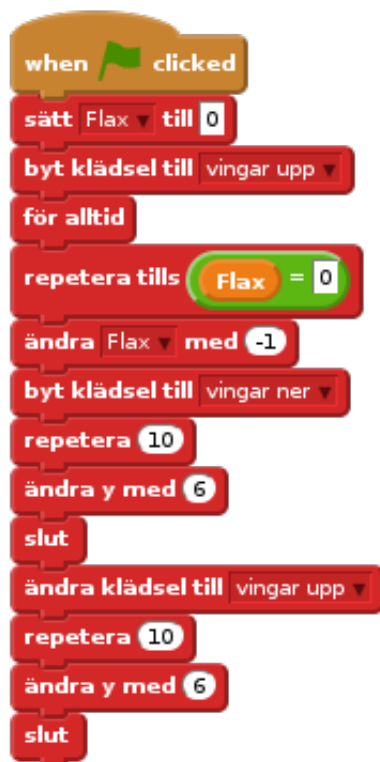 when clicked
sätt Flax till 0
byt klädsel till vingar upp
för alltid
repetera tills Flax = 0
ändra Flax med -1
byt klädsel till vingar ner
repetera 10
ändra y med 6
slut
ändra klädsel till vingar upp
repetera 10
ändra y med 6
slut